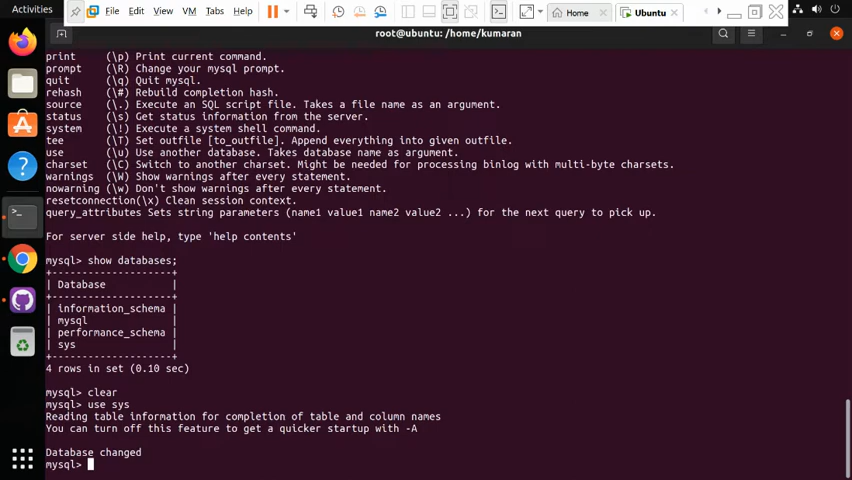 Activities
File Edit View VM Tabs Help
Home
Ubuntu
root@ubuntu: /home/kumaran
print (\p) Print current command.
prompt (\R) Change your mysql prompt.
quit (\q) Quit mysql.
rehash (\#) Rebuild completion hash.
source (\.) Execute an SQL script file. Takes a file name as an argument.
status (\s) Get status information from the server.
system (\!) Execute a system shell command.
tee (\T) Set outfile [to_outfile]. Append everything into given outfile.
use (\u) Use another database. Takes database name as argument.
charset (\C) Switch to another charset. Might be needed for processing binlog with multi-byte charsets.
warnings (\W) Show warnings after every statement.
nowarning (\w) Don't show warnings after every statement.
resetconnection(\x) Clean session context.
query_attributes Sets string parameters (name1 value1 name2 value2 ...) for the next query to pick up.
For server side help, type 'help contents'
mysql> show databases;
+--------------------+
| Database |
+--------------------+
| information_schema |
| mysql |
| performance_schema |
| sys |
+--------------------+
4 rows in set (0.10 sec)
mysql> clear
mysql> use sys
Reading table information for completion of table and column names
You can turn off this feature to get a quicker startup with -A
Database changed
mysql>